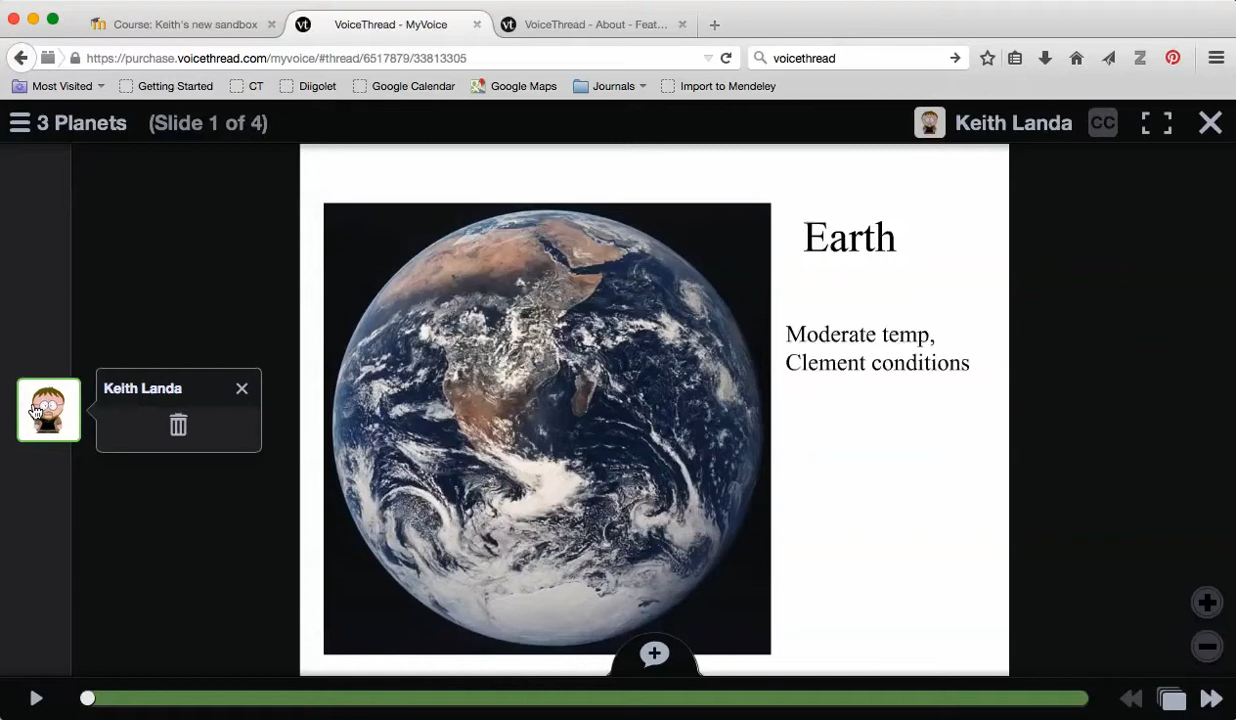 Course: Keith's new sandbox
vt VoiceThread - MyVoice
vt VoiceThread - About - Feat...
https://purchase.voicethread.com/myvoice/#thread/6517879/33813305
voicethread
Z
Most Visited
Getting Started
CT
Diigolet
Google Calendar
Google Maps
Journals
Import to Mendeley
3 Planets (Slide 1 of 4)
Keith Landa
CC
Earth
Moderate temp,
Clement conditions
Keith Landa